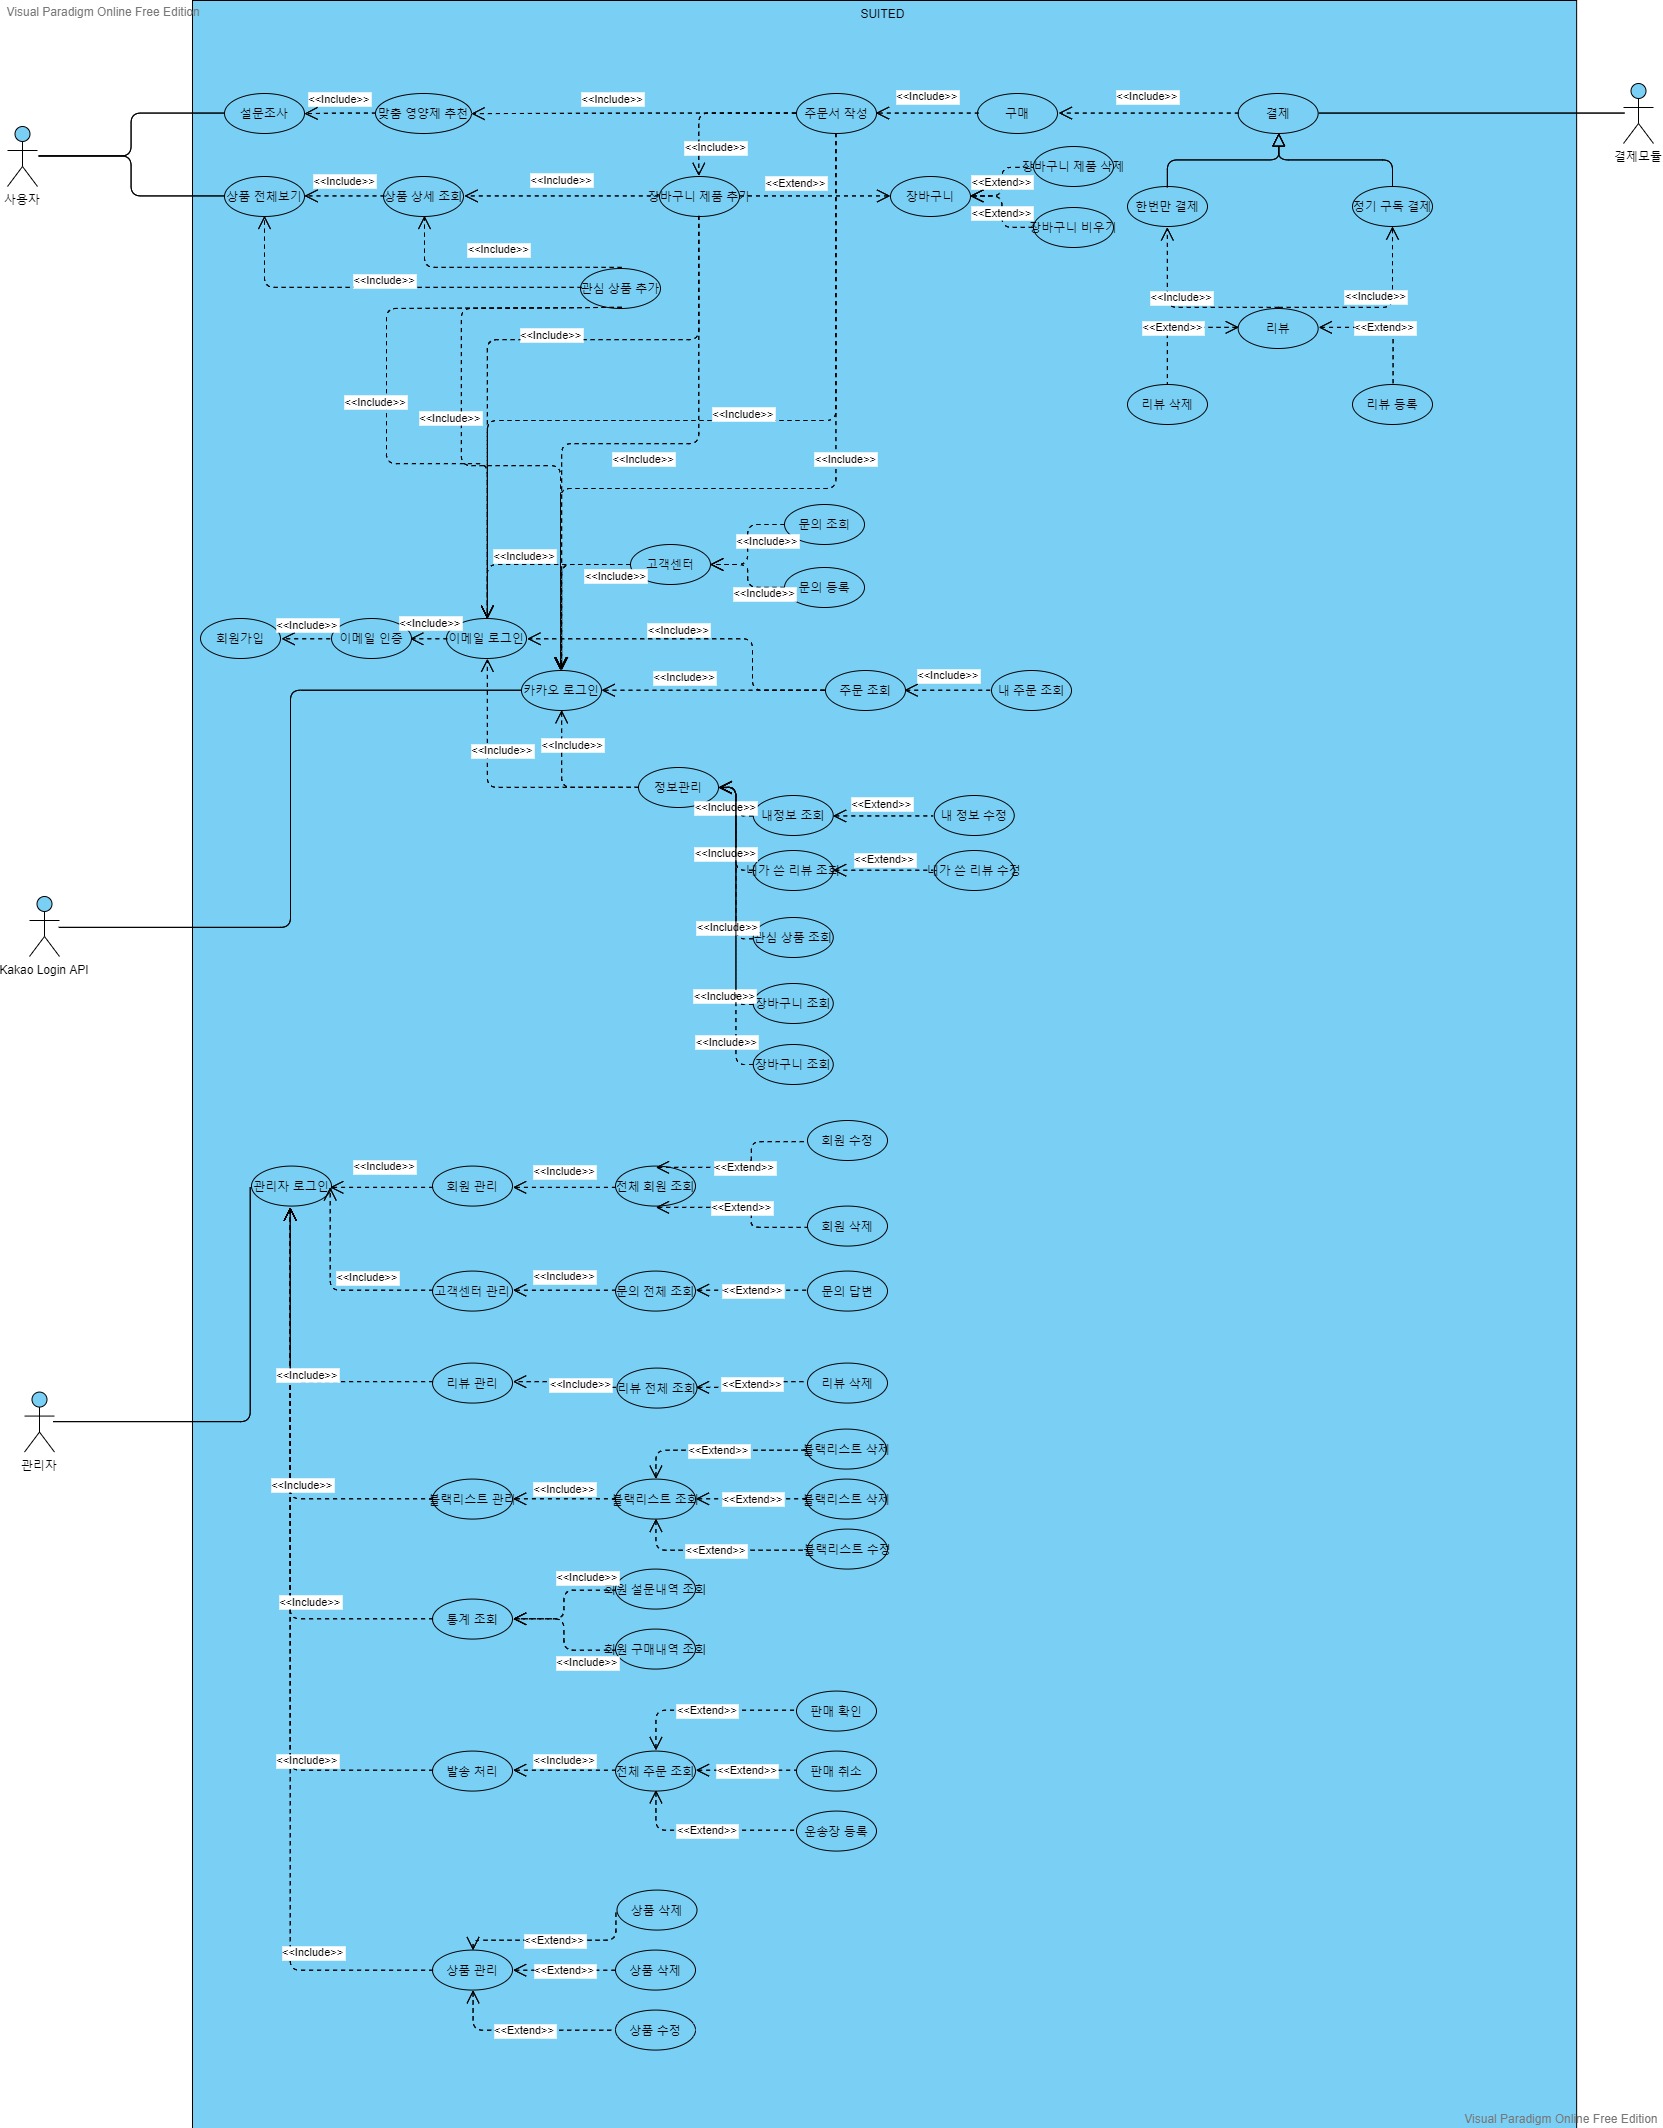 Visual Paradigm Online Free Edition
SUITED
사용자
설문조사
<<Include>>
맞춤 영양제 추천
<<Include>>
주문서 작성
<<Include>>
구매
<<Include>>
결제
결제모듈
<<Include>>
상품 전체보기
<<Include>>
상품 상세 조회
<<Include>>
장바구니 제품 추가
<<Extend>>
장바구니
<<Extend>>
장바구니 제품 삭제
<<Extend>>
장바구니 비우기
한번만 결제
정기 구독 결제
<<Include>>
<<Include>>
관심 상품 추가
<<Include>>
<<Include>>
<<Extend>>
리뷰
<<Extend>>
<<Include>>
리뷰 삭제
리뷰 등록
<<Include>>
<<Include>>
<<Include>>
<<Include>>
<<Include>>
문의 조회
<<Include>>
<<Include>>
고객센터
<<Include>>
문의 등록
<<Include>>
회원가입
<<Include>>
이메일 인증
<<Include>>
이메일 로그인
<<Include>>
카카오 로그인
<<Include>>
주문 조회
<<Include>>
내 주문 조회
<<Include>>
<<Include>>
정보관리
<<Include>>
내정보 조회
<<Extend>>
내 정보 수정
<<Include>>
내가 쓴 리뷰 조회
<<Extend>>
내가 쓴 리뷰 수정
Kakao Login API
<<Include>>
관심 상품 조회
<<Include>>
장바구니 조회
<<Include>>
장바구니 조회
관리자 로그인
<<Include>>
회원 관리
<<Include>>
전체 회원 조회
<<Extend>>
회원 수정
<<Extend>>
회원 삭제
<<Include>>
고객센터 관리
<<Include>>
문의 전체 조회
<<Extend>>
문의 답변
<<Include>>
리뷰 관리
<<Include>>
리뷰 전체 조회
<<Extend>>
리뷰 삭제
관리자
<<Include>>
블랙리스트 관리
<<Include>>
블랙리스트 조회
<<Extend>>
블랙리스트 삭제
<<Extend>>
블랙리스트 삭제
<<Extend>>
블랙리스트 수정
<<Include>>
통계 조회
<<Include>>
회원 설문내역 조회
회원 구매내역 조회
<<Include>>
<<Include>>
발송 처리
<<Include>>
전체 주문 조회
<<Extend>>
판매 확인
<<Extend>>
판매 취소
<<Extend>>
운송장 등록
<<Include>>
상품 관리
<<Extend>>
상품 삭제
<<Extend>>
상품 삭제
<<Extend>>
상품 수정
Visual Paradigm Online Free Edition